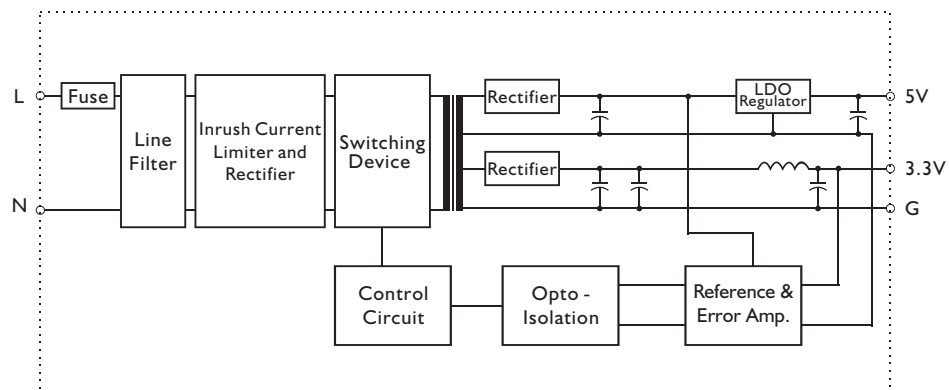 L
Fuse
Line
Filter
Inrush Current
Limiter and
Rectifier
Switching
Device
Rectifier
LDO
Regulator
5V
Rectifier
3.3V
N
G
Control
Circuit
Opto -
Isolation
Reference &
Error Amp.